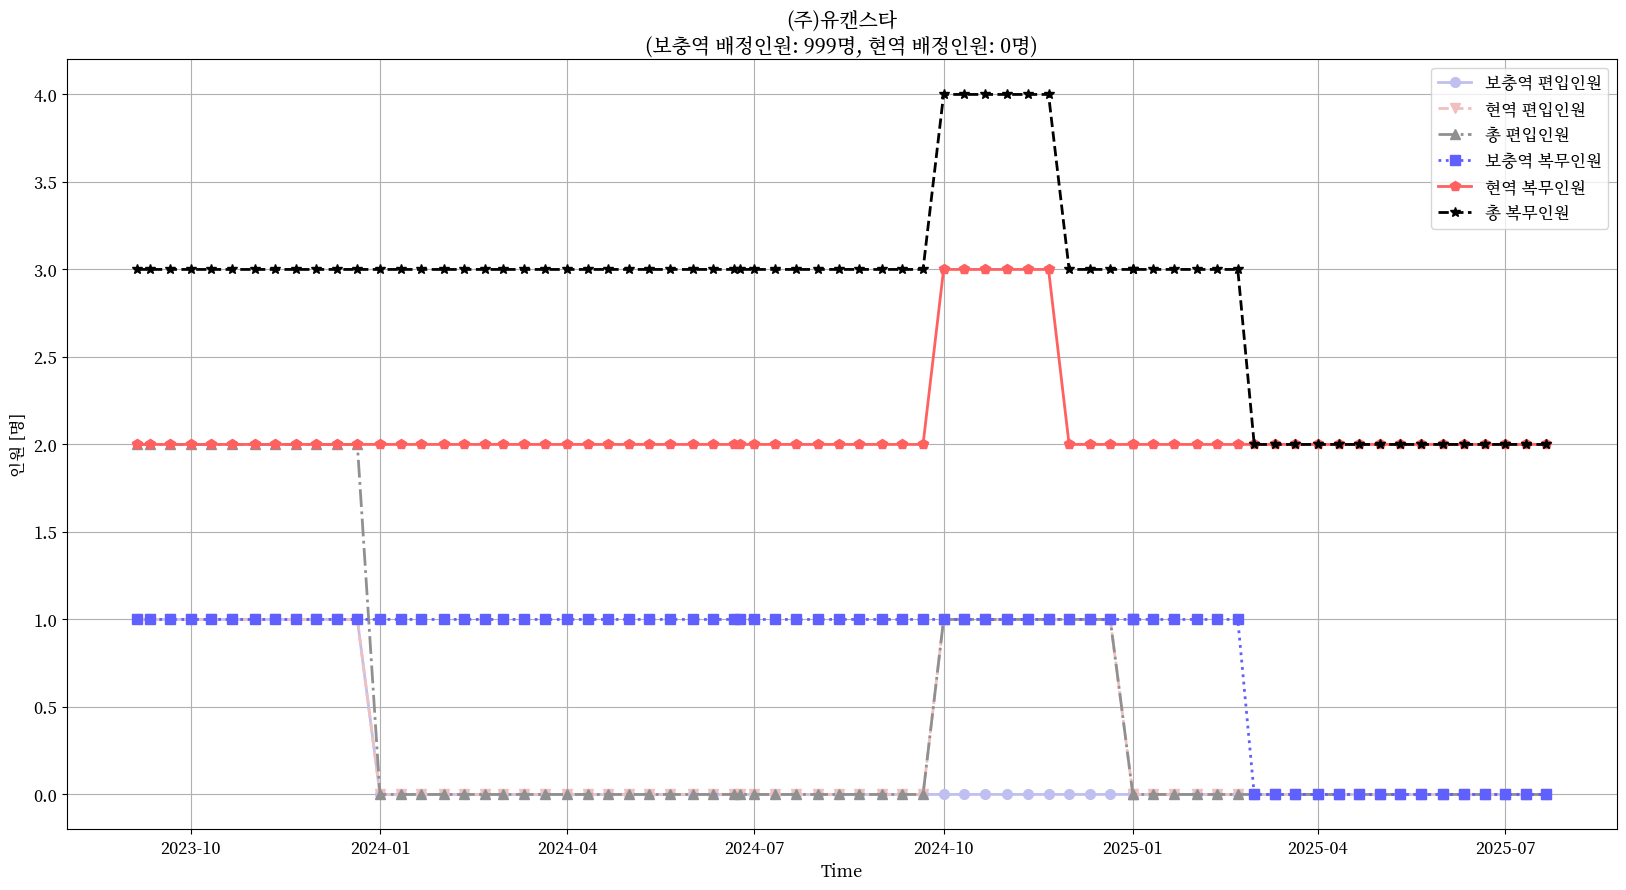 (주)유캔스타
(보충역 배정인원: 999명, 현역 배정인원: 0명)
보충역 편입인원
현역 편입인원
총 편입인원
보충역 복무인원
현역 복무인원
총 복무인원
인원 [명]
4.0
3.5
3.0
2.5
2.0
1.5
1.0
0.5
0.0
2023-10 2024-01 2024-04 2024-07 2024-10 2025-01 2025-04 2025-07
Time